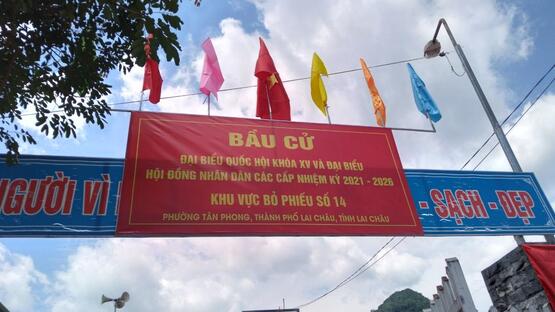 BẦU CỬ
ĐẠI BIỂU QUỐC HỘI KHÓA XV VÀ ĐẠI BIỂU
HỘI ĐỒNG NHÂN DÂN CÁC CẤP NHIỆM KỲ 2021 - 2026
KHU VỰC BỎ PHIẾU SỐ 14
PHƯỜNG TÂN PHONG, THÀNH PHỐ LAI CHÂU, TỈNH LAI CHÂU
NGƯỜI VÌ - SẠCH - ĐẸP